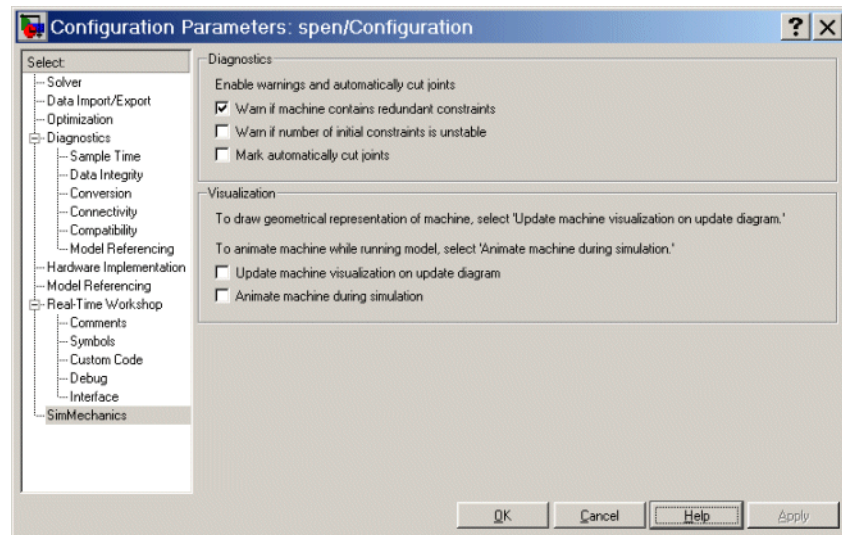 Configuration Parameters: spen/Configuration
Select:
Solver
Data Import/Export
Optimization
Diagnostics
Sample Time
Data Integrity
Conversion
Connectivity
Compatibility
Model Referencing
Hardware Implementation
Model Referencing
Real-Time Workshop
Comments
Symbols
Custom Code
Debug
Interface
SimMechanics
Diagnostics
Enable warnings and automatically cut joints
Warn if machine contains redundant constraints
Warn if number of initial constraints is unstable
Mark automatically cut joints
Visualization
To draw geometrical representation of machine, select 'Update machine visualization on update diagram.'
To animate machine while running model, select 'Animate machine during simulation.'
Update machine visualization on update diagram
Animate machine during simulation
OK Cancel Help Apply